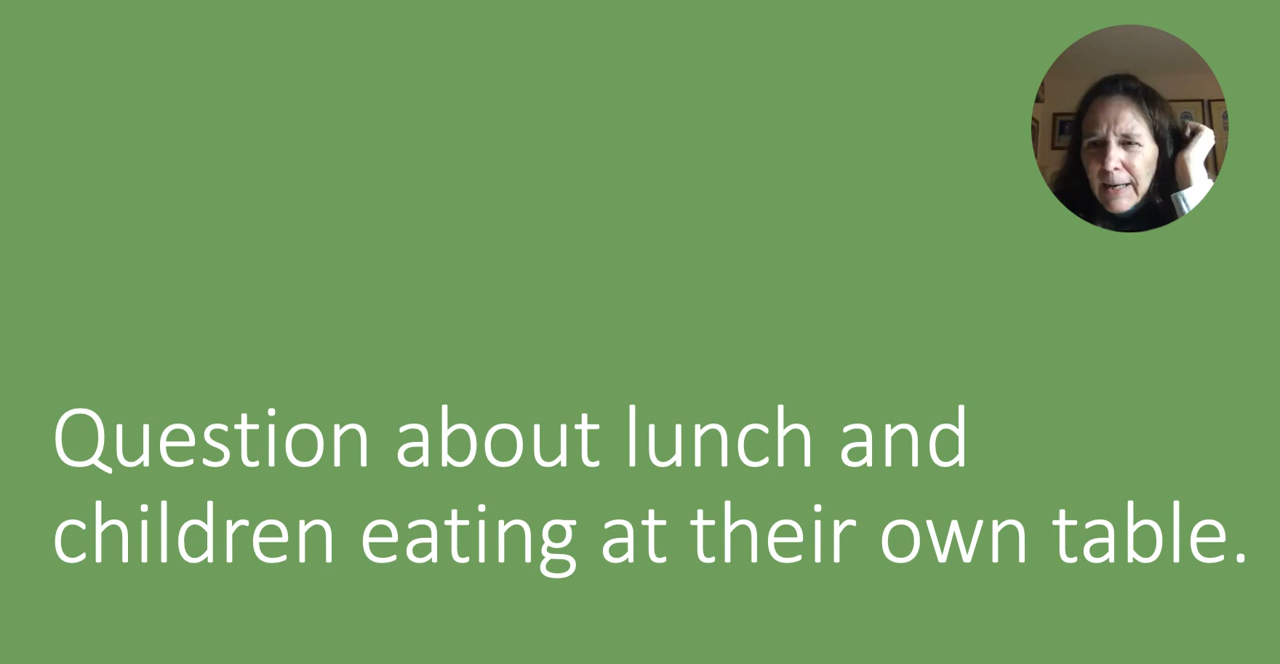 Question about lunch and
children eating at their own table.